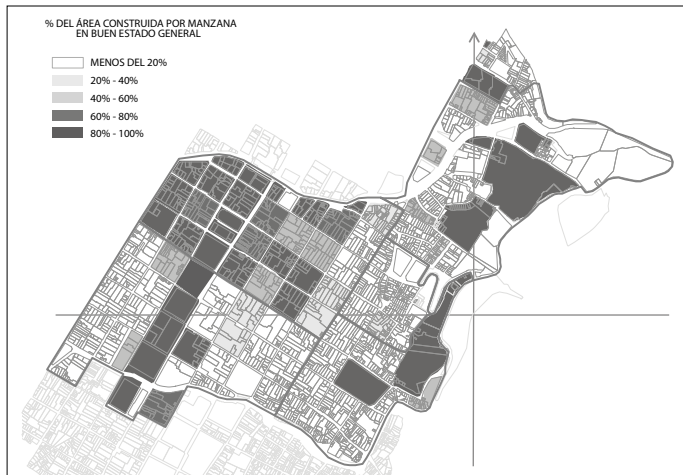 % DEL ÁREA CONSTRUIDA POR MANZANA
EN BUEN ESTADO GENERAL
MENOS DEL 20%
20% - 40%
40% - 60%
60% - 80%
80% - 100%